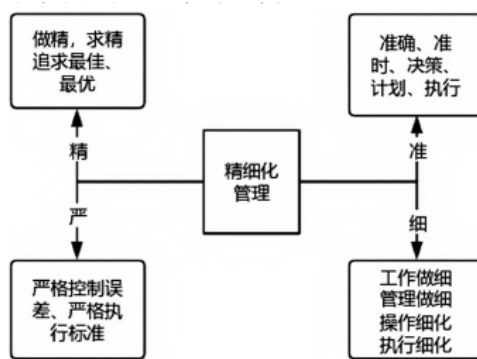 做精，求精
追求最佳、
最优
准确、准
时、决策、
计划、执行
精
准
精细化
管理
严
细
严格控制误
差、严格执
行标准
工作做细
管理做细
操作细化
执行细化